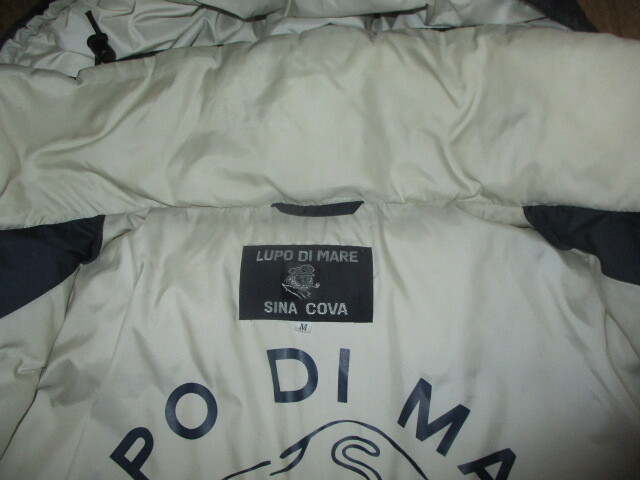 LUPO DI MARE
SINA COVA
M
PO DI MA
S